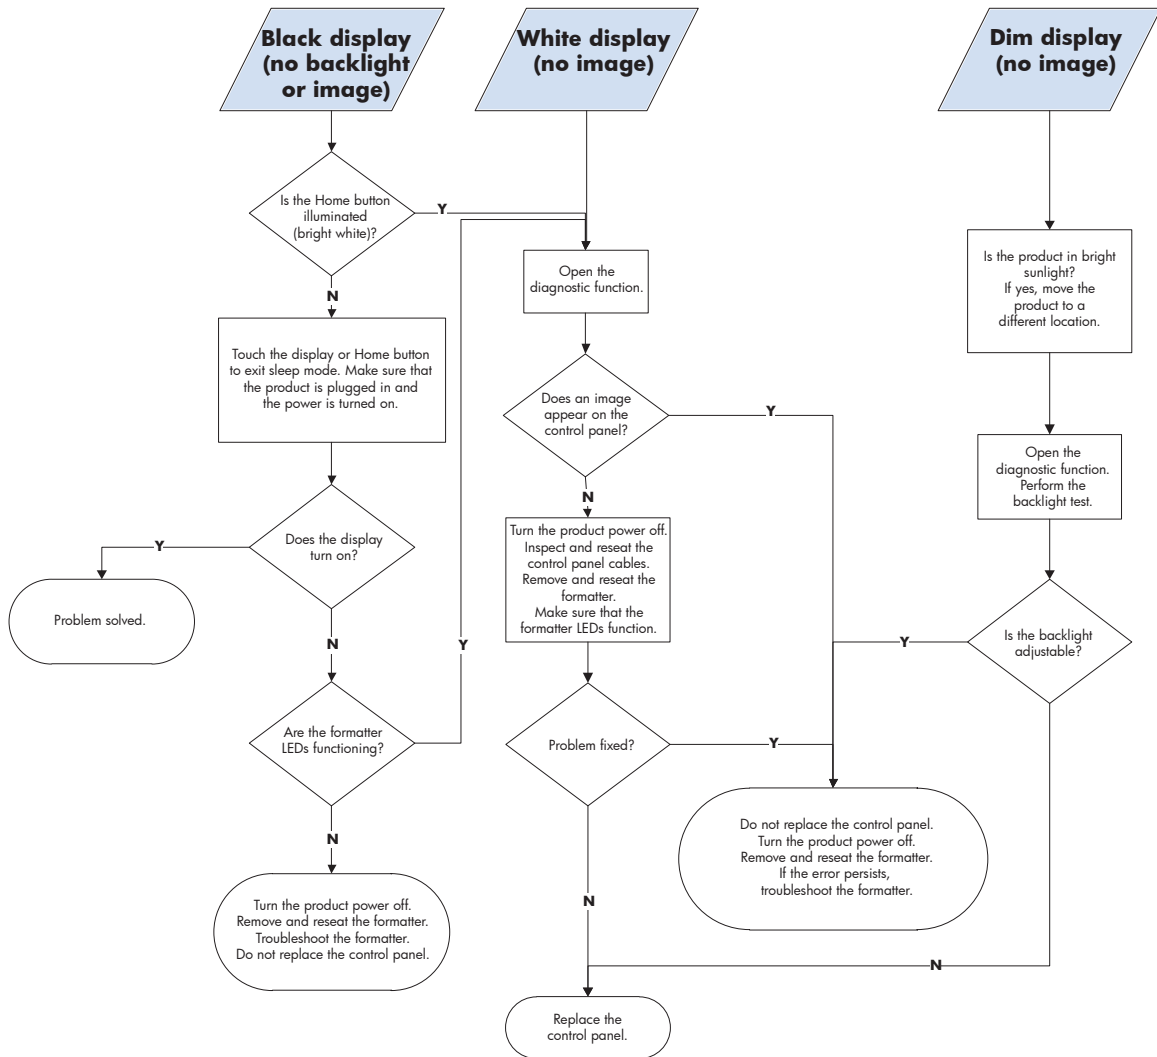 Black display
(no backlight
or image)
White display
(no image)
Dim display
(no image)
Is the Home button
illuminated
(bright white)?
Y
N
Touch the display or Home button
to exit sleep mode. Make sure that
the product is plugged in and
the power is turned on.
Does the display
turn on?
Y
Problem solved.
N
Are the formatter
LEDs functioning?
Y
N
Turn the product power off.
Remove and reseat the formatter.
Troubleshoot the formatter.
Do not replace the control panel.
Open the
diagnostic function.
Does an image
appear on the
control panel?
Y
N
Turn the product power off.
Inspect and reseat the
control panel cables.
Remove and reseat the
formatter.
Make sure that the
formatter LEDs function.
Problem fixed?
Y
N
Is the product in bright
sunlight?
If yes, move the
product to a
different location.
Open the
diagnostic function.
Perform the
backlight test.
Is the backlight
adjustable?
Y
N
Do not replace the control panel.
Turn the product power off.
Remove and reseat the formatter.
If the error persists,
troubleshoot the formatter.
Replace the
control panel.